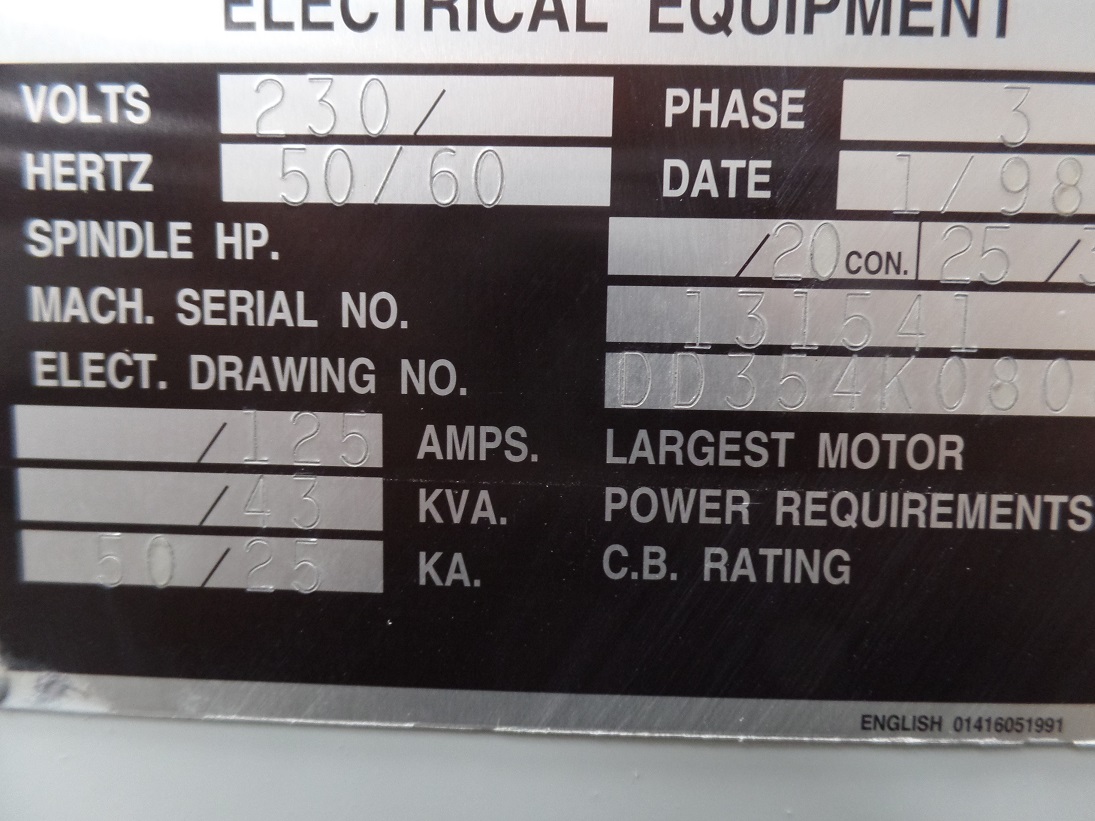 ELECTRICAL EQUIPMENT
VOLTS 230/ PHASE 3
HERTZ 50/60 DATE 1/98
SPINDLE HP. /20 CON. 25 /
MACH. SERIAL NO. 131541
ELECT. DRAWING NO. DD354K080
/125 AMPS. LARGEST MOTOR
/43 KVA. POWER REQUIREMENTS
50/25 KA. C.B. RATING
ENGLISH 01416051991